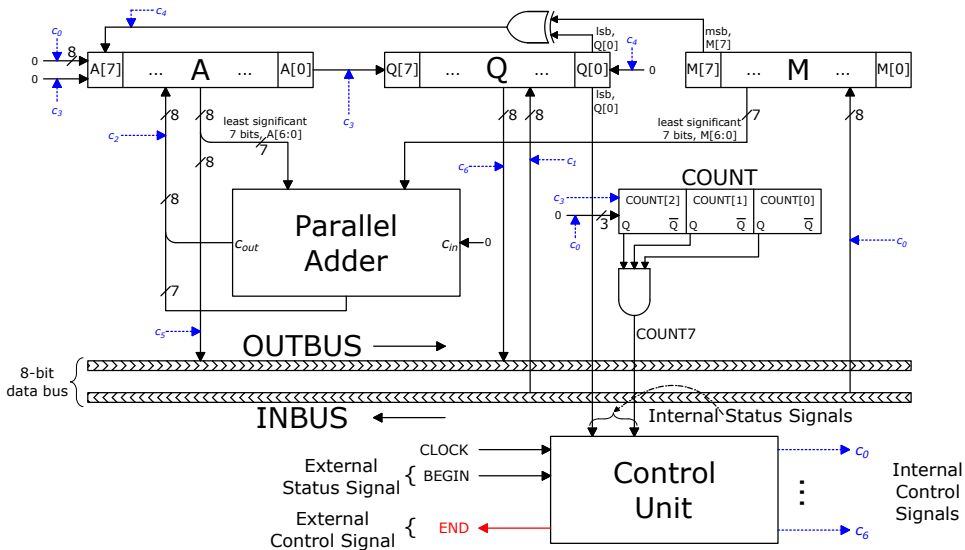 c4
lsb,
Q[0]
msb,
M[7]
c0
8
0
0
c3
A[7] ... A ... A[0]
c3
Q[7] ... Q ... Q[0]
c4
0
M[7] ... M ... M[0]
lsb,
Q[0]
8
8
8
8
7
8
c2
least significant
7 bits, A[6:0]
7
8
c6
c1
least significant
7 bits, M[6:0]
8
7
c5
Parallel
Adder
cout
cin
0
COUNT
c3
0
3
c0
COUNT[2] COUNT[1] COUNT[0]
Q Q̅ Q Q̅ Q Q̅
c0
COUNT7
OUTBUS
8-bit
data bus
INBUS
Internal Status Signals
CLOCK
External
Status Signal
{ BEGIN
External
Control Signal
{ END
Control
Unit
c0
⋮
c6
Internal
Control
Signals